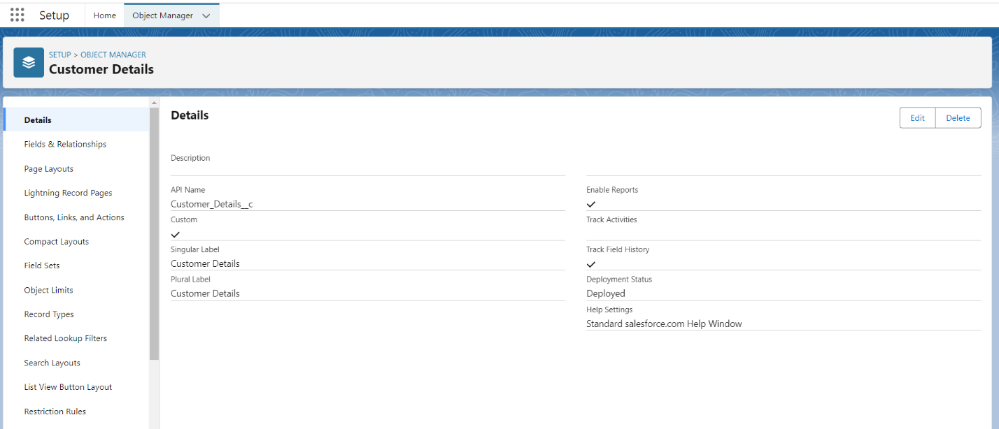 Setup
Home
Object Manager
SETUP > OBJECT MANAGER
Customer Details
Details
Fields & Relationships
Page Layouts
Lightning Record Pages
Buttons, Links, and Actions
Compact Layouts
Field Sets
Object Limits
Record Types
Related Lookup Filters
Search Layouts
List View Button Layout
Restriction Rules
Details
Edit
Delete
Description
API Name
Customer_Details__c
Custom
Singular Label
Customer Details
Plural Label
Customer Details
Enable Reports
Track Activities
Track Field History
Deployment Status
Deployed
Help Settings
Standard salesforce.com Help Window